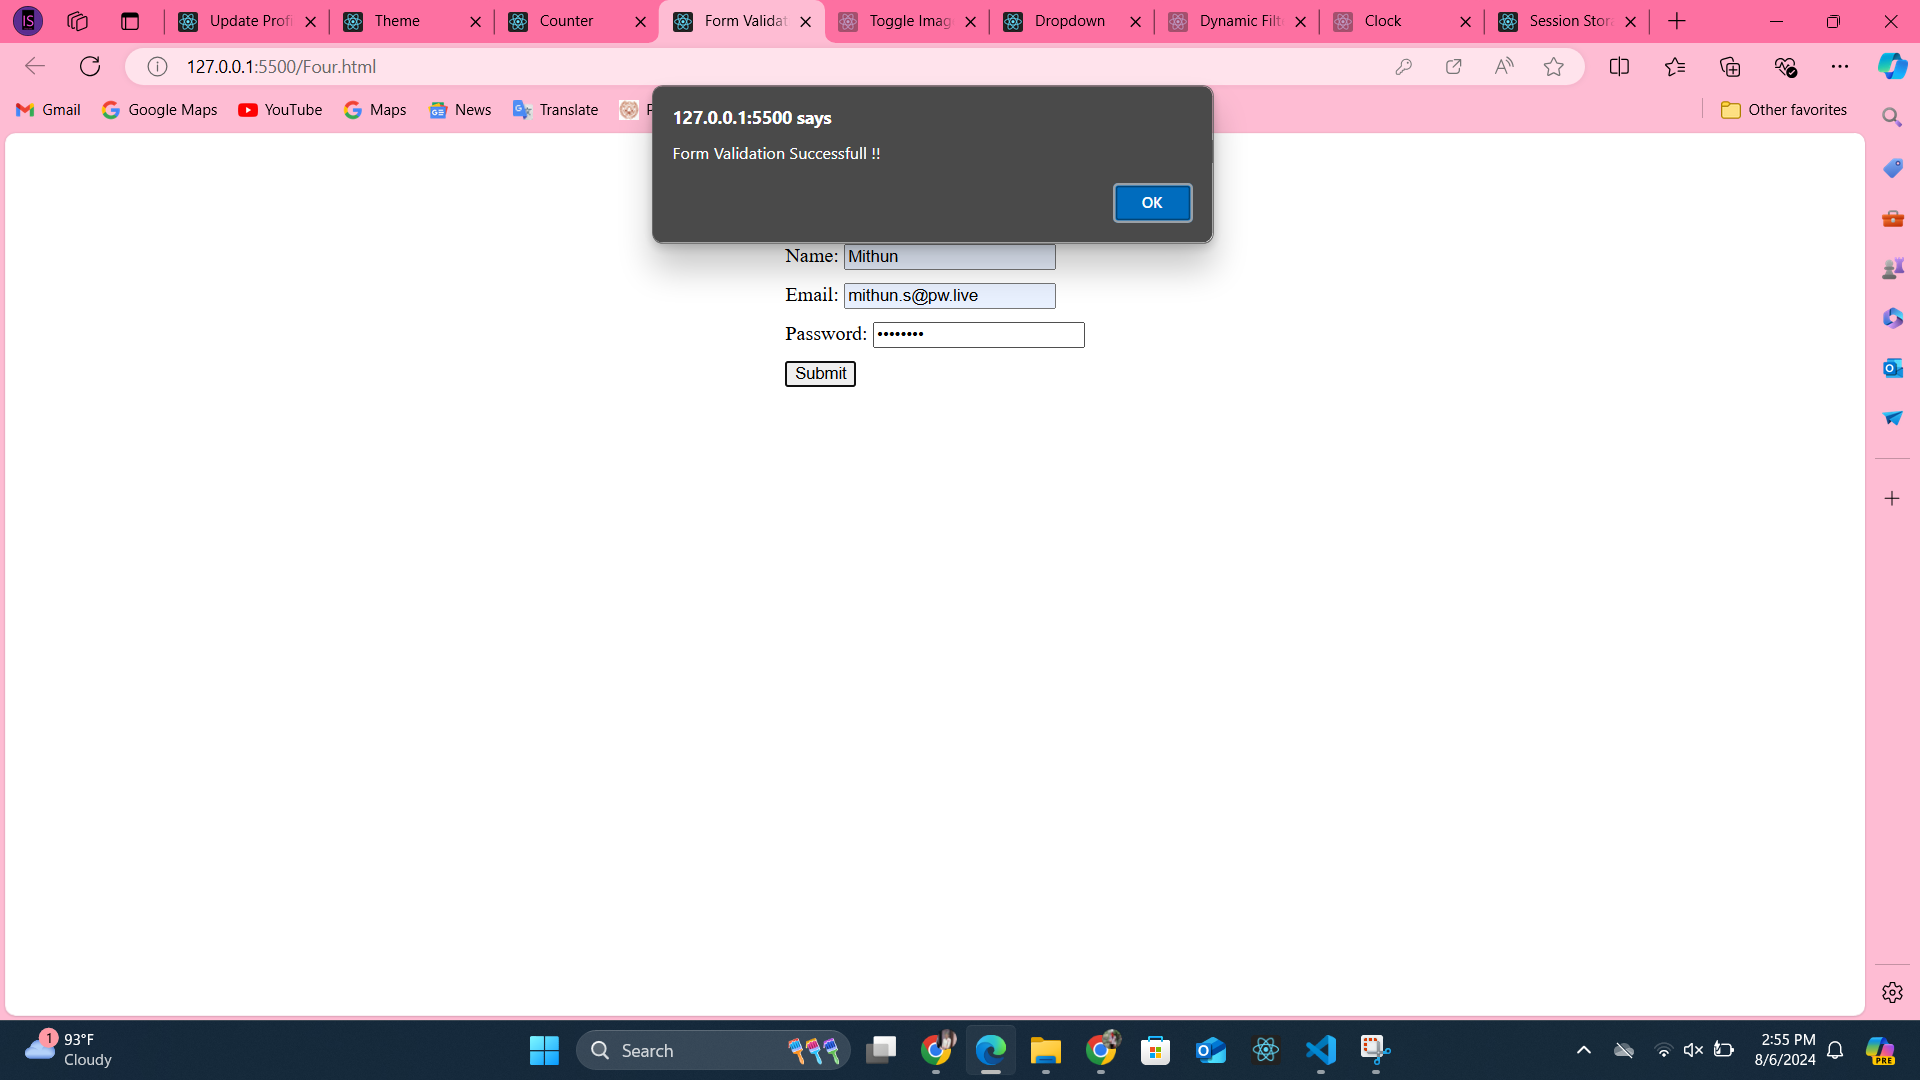 Update Profi
Theme
Counter
Form Validat
Toggle Imag
Dropdown
Dynamic Filt
Clock
Session Stor
127.0.0.1:5500/Four.html
Gmail
Google Maps
YouTube
Maps
News
Translate
Other favorites
127.0.0.1:5500 says
Form Validation Successfull !!
OK
Name: Mithun
Email: mithun.s@pw.live
Password: ••••••••
Submit
1
93°F
Cloudy
Search
PRE
2:55 PM
8/6/2024